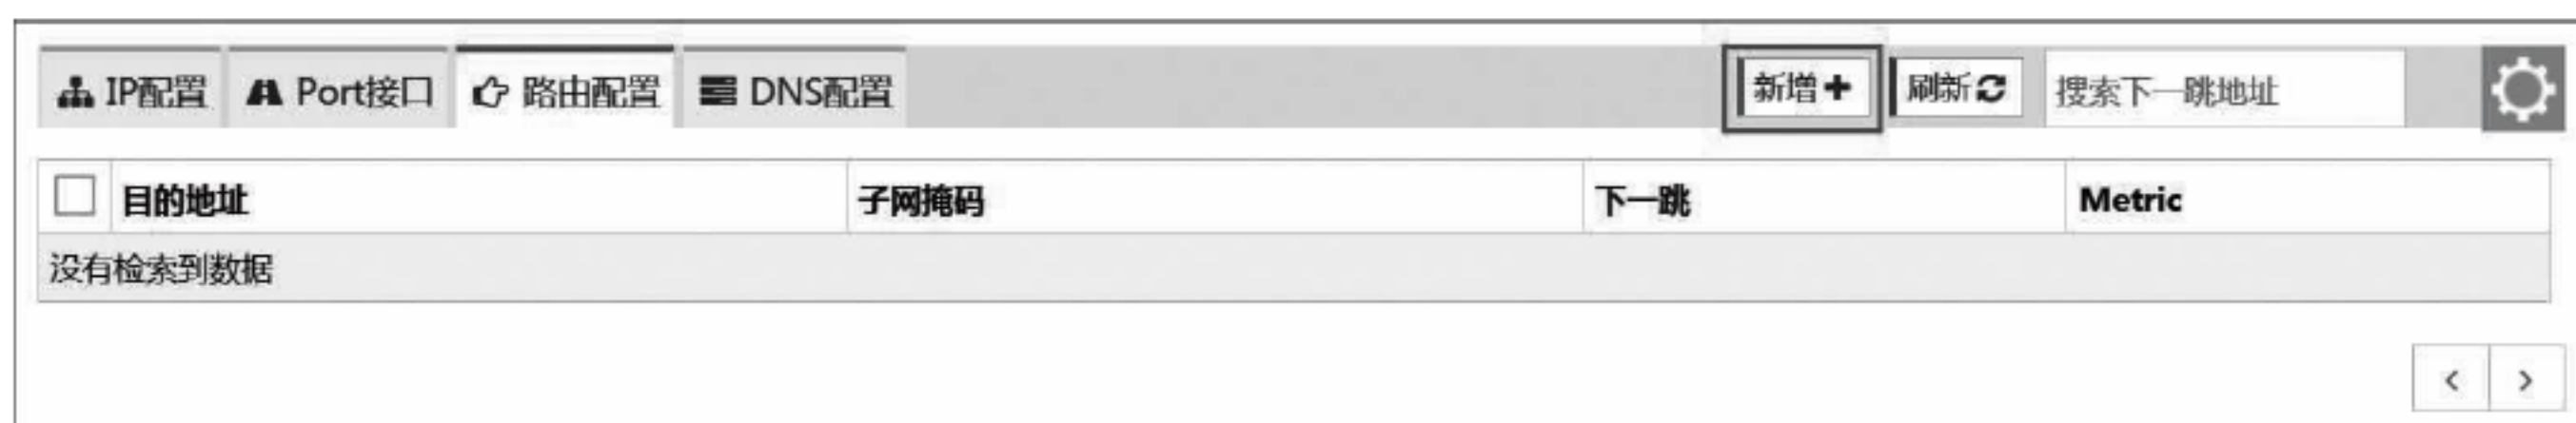 IP配置 Port接口 路由配置 DNS配置 新增 刷新 搜索下一跳地址
目的地址 子网掩码 下一跳 Metric
没有检索到数据